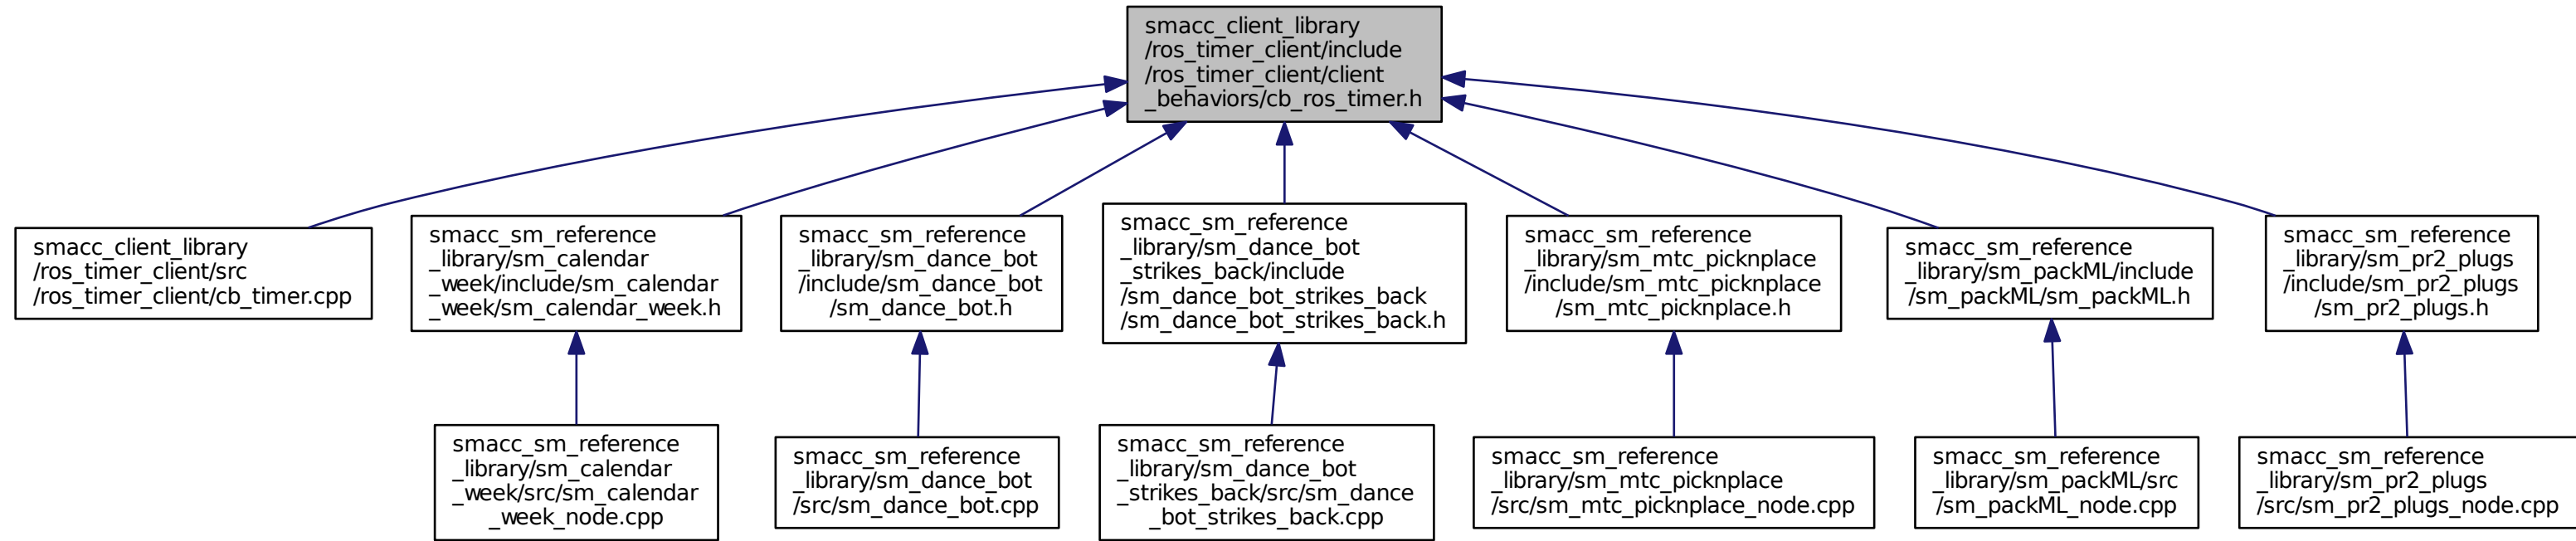 smacc_client_library
/ros_timer_client/include
/ros_timer_client/client
_behaviors/cb_ros_timer.h
smacc_client_library
/ros_timer_client/src
/ros_timer_client/cb_timer.cpp
smacc_sm_reference
_library/sm_calendar
_week/include/sm_calendar
_week/sm_calendar_week.h
smacc_sm_reference
_library/sm_dance_bot
/include/sm_dance_bot
/sm_dance_bot.h
smacc_sm_reference
_library/sm_dance_bot
_strikes_back/include
/sm_dance_bot_strikes_back
/sm_dance_bot_strikes_back.h
smacc_sm_reference
_library/sm_mtc_picknplace
/include/sm_mtc_picknplace
/sm_mtc_picknplace.h
smacc_sm_reference
_library/sm_packML/include
/sm_packML/sm_packML.h
smacc_sm_reference
_library/sm_pr2_plugs
/include/sm_pr2_plugs
/sm_pr2_plugs.h
smacc_sm_reference
_library/sm_calendar
_week/src/sm_calendar
_week_node.cpp
smacc_sm_reference
_library/sm_dance_bot
/src/sm_dance_bot.cpp
smacc_sm_reference
_library/sm_dance_bot
_strikes_back/src/sm_dance
_bot_strikes_back.cpp
smacc_sm_reference
_library/sm_mtc_picknplace
/src/sm_mtc_picknplace_node.cpp
smacc_sm_reference
_library/sm_packML/src
/sm_packML_node.cpp
smacc_sm_reference
_library/sm_pr2_plugs
/src/sm_pr2_plugs_node.cpp